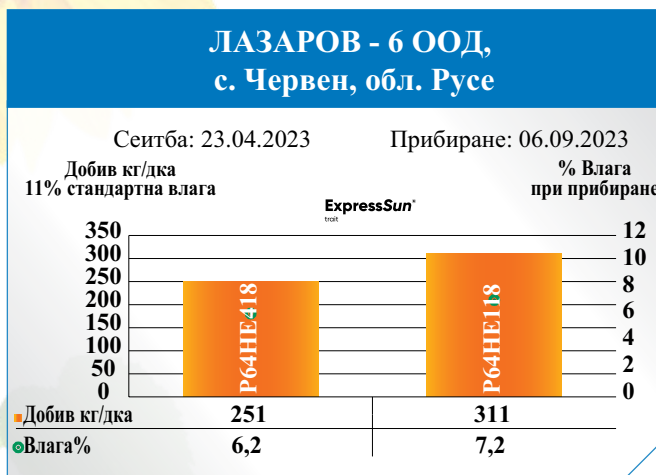 ЛАЗАРОВ - 6 ООД,
с. Червен, обл. Русе
Сеитба: 23.04.2023 Прибиране: 06.09.2023
Добив кг/дка
11% стандартна влага
% Влага
при прибиране
ExpressSun®
trait
350
300
250
200
150
100
50
0
P64HE418
P64HE118
12
10
8
6
4
2
0
Добив кг/дка 251 311
Влага% 6,2 7,2